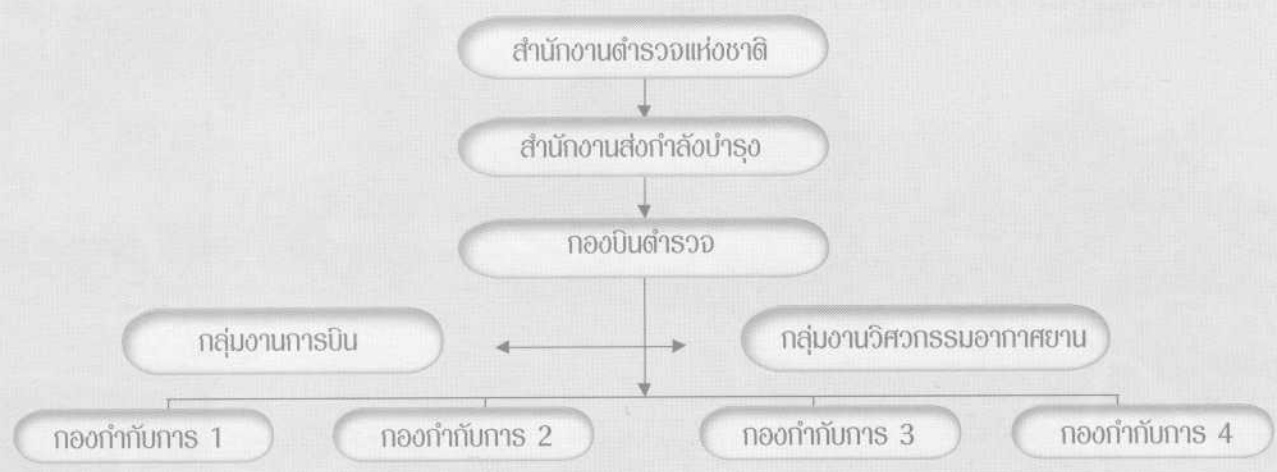 สำนักงานตำรวจแห่งชาติ
สำนักงานส่งกำลังบำรุง
กองบินตำรวจ
กลุ่มงานการบิน
กลุ่มงานวิศวกรรมอากาศยาน
กองกำกับการ 1
กองกำกับการ 2
กองกำกับการ 3
กองกำกับการ 4